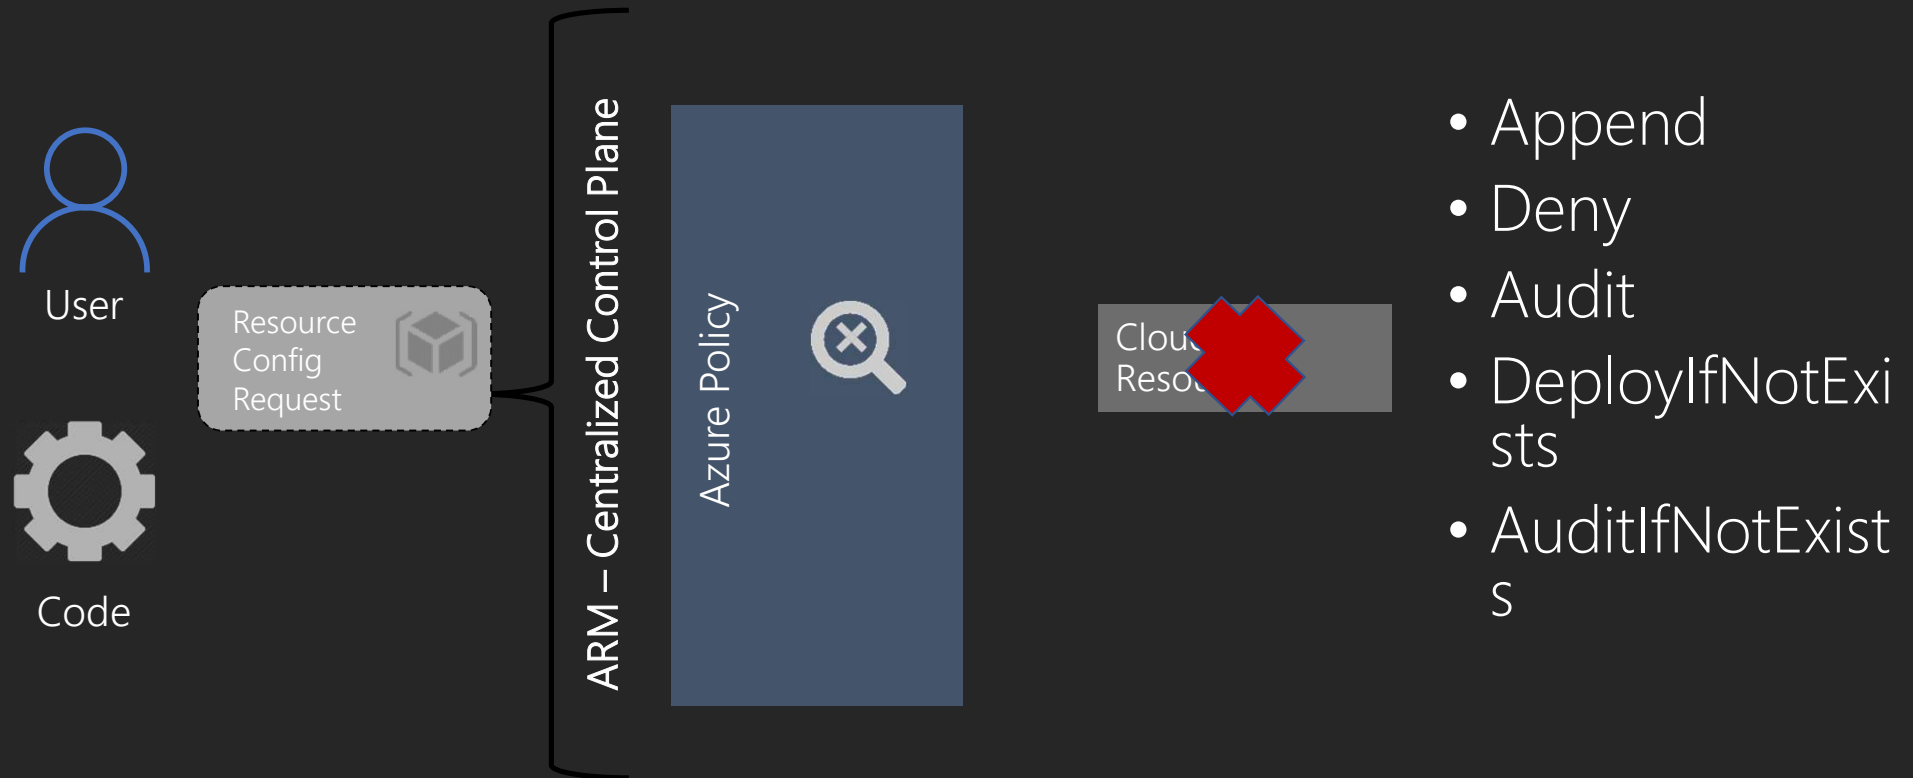 User
Code
Resource
Config
Request
ARM – Centralized Control Plane
Azure Policy
• Append
• Deny
• Audit
• DeployIfNotExi
sts
• AuditIfNotExist
s